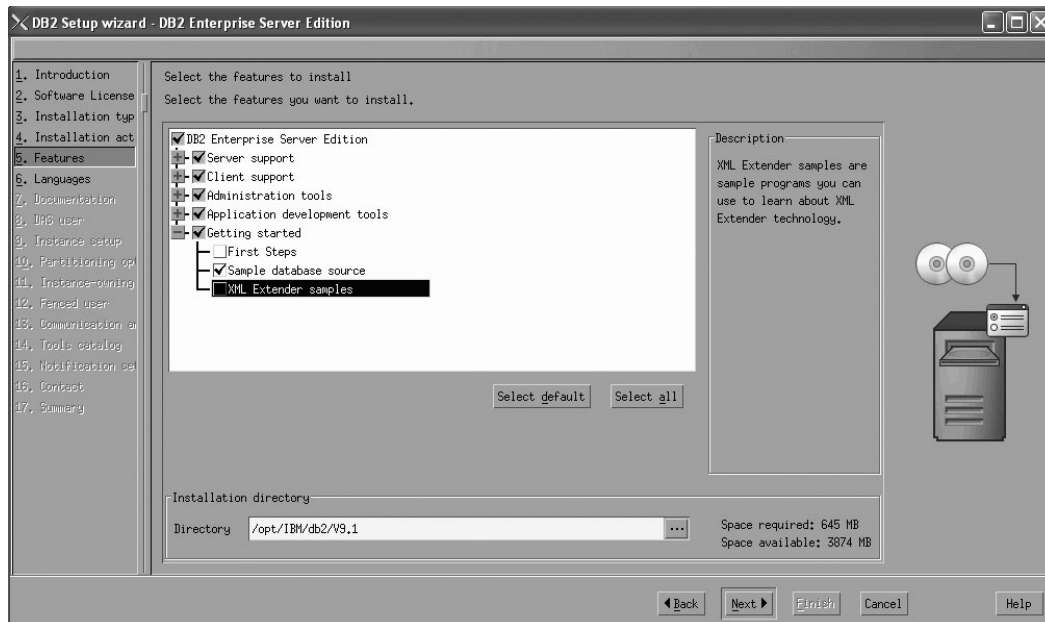 DB2 Setup wizard - DB2 Enterprise Server Edition
1. Introduction
2. Software License
3. Installation typ
4. Installation act
5. Features
6. Languages
7. Documentation
8. DAS user
9. Instance setup
10. Partitioning op
11. Instance-owning
12. Fenced user
13. Communication a
14. Tools catalog
15. Notification se
16. Contact
17. Summary
Select the features to install
Select the features you want to install.
DB2 Enterprise Server Edition
Server support
Client support
Administration tools
Application development tools
Getting started
First Steps
Sample database source
XML Extender samples
Select default
Select all
Description
XML Extender samples are
sample programs you can
use to learn about XML
Extender technology.
Installation directory
Directory /opt/IBM/db2/V9.1 ...
Space required: 645 MB
Space available: 3874 MB
Back Next Finish Cancel Help